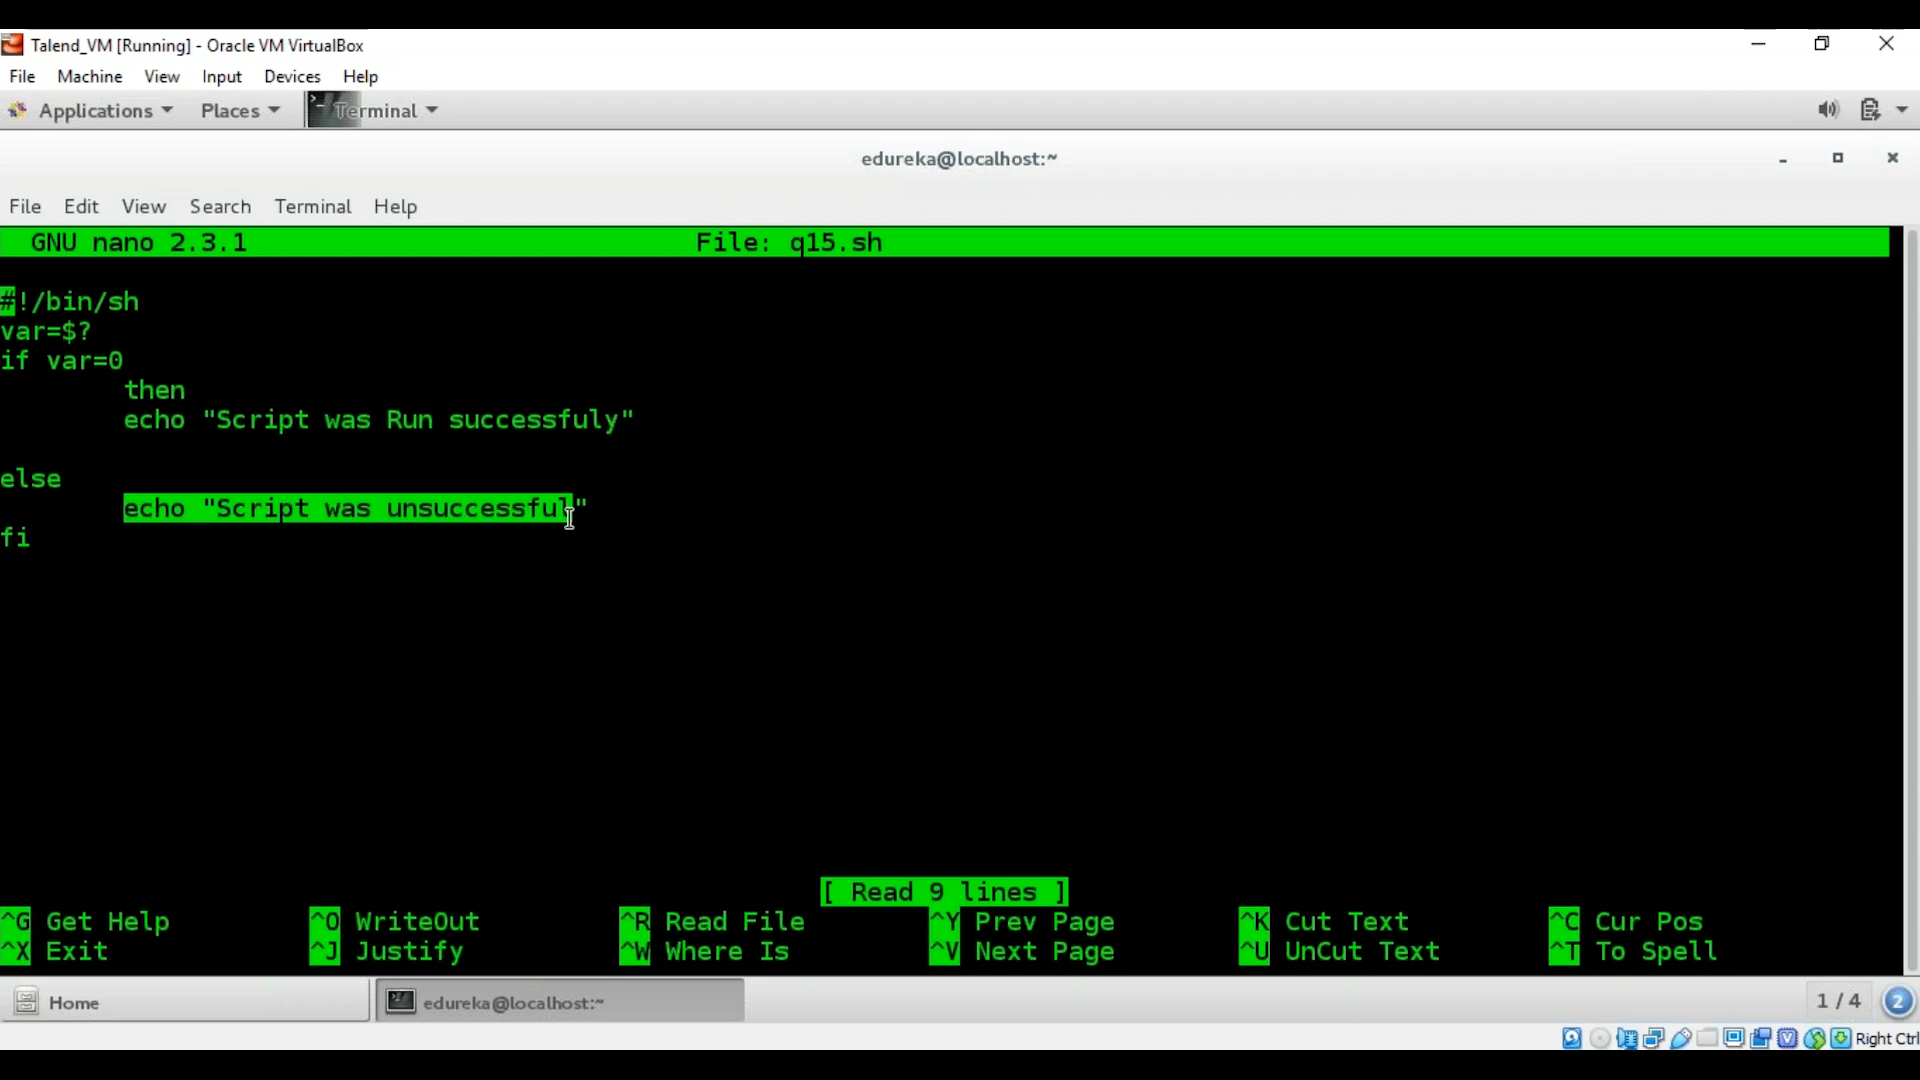 Talend_VM [Running] - Oracle VM VirtualBox
File Machine View Input Devices Help
Applications Places Terminal
edureka@localhost:~
File Edit View Search Terminal Help
GNU nano 2.3.1 File: q15.sh
#!/bin/sh
var=$?
if var=0
then
echo "Script was Run successfuly"
else
echo "Script was unsuccessful"
fi
[ Read 9 lines ]
^G Get Help ^O WriteOut ^R Read File ^Y Prev Page ^K Cut Text ^C Cur Pos
^X Exit ^J Justify ^W Where Is ^V Next Page ^U UnCut Text ^T To Spell
Home edureka@localhost:~ 1 / 4 2
Right Ctrl